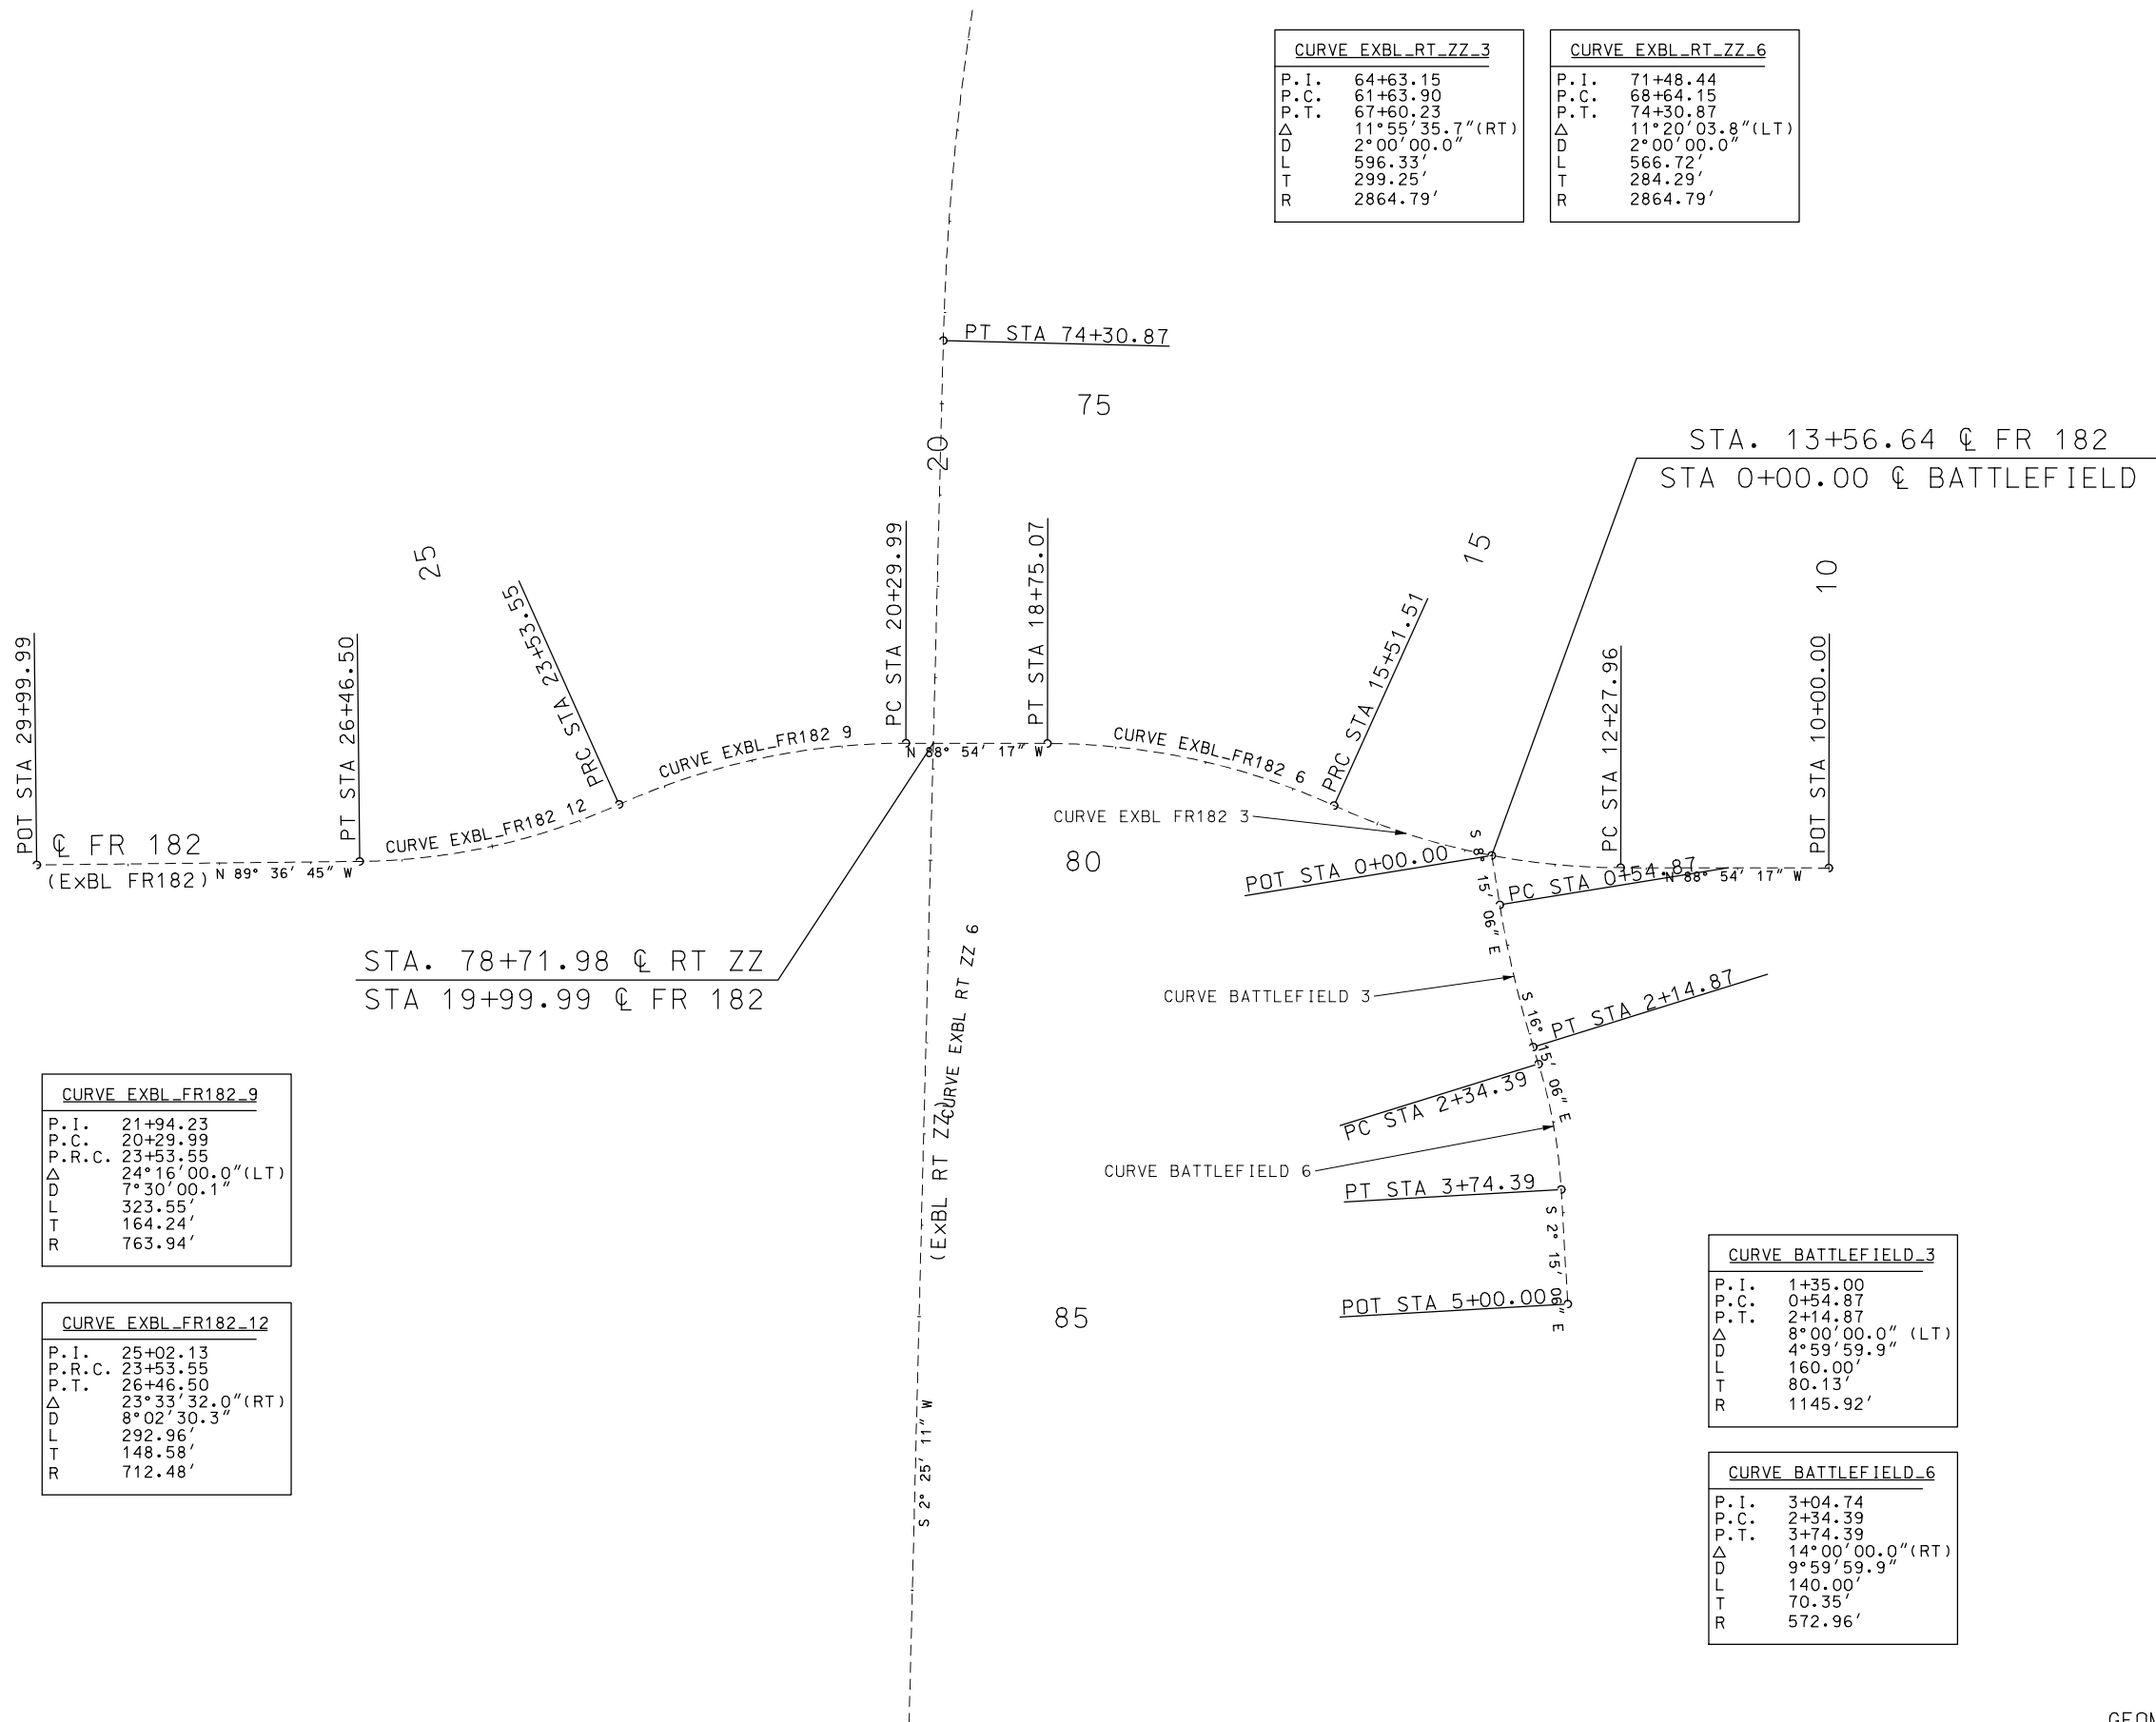 CURVE EXBL_RT_ZZ_3
P.I. 64+63.15
P.C. 61+63.90
P.T. 67+60.23
△ 11°55'35.7"(RT)
D 2°00'00.0"
L 596.33'
T 299.25'
R 2864.79'
CURVE EXBL_RT_ZZ_6
P.I. 71+48.44
P.C. 68+64.15
P.T. 74+30.87
△ 11°20'03.8"(LT)
D 2°00'00.0"
L 566.72'
T 284.29'
R 2864.79'
PT STA 74+30.87
75
20
STA. 13+56.64 ℄ FR 182
STA 0+00.00 ℄ BATTLEFIELD
25
15
10
POT STA 29+99.99
PT STA 26+46.50
PRC STA 23+53.55
PC STA 20+29.99
PT STA 18+75.07
PRC STA 15+51.51
PC STA 12+27.96
POT STA 10+00.00
CURVE EXBL_FR182 9
N 88° 54' 17" W
CURVE EXBL_FR182 6
CURVE EXBL_FR182 12
CURVE EXBL FR182 3
℄ FR 182
(ExBL FR182)
N 89° 36' 45" W
80
POT STA 0+00.00
S 8° 15' 06" E
PC STA 0+54.87
N 88° 54' 17" W
STA. 78+71.98 ℄ RT ZZ
STA 19+99.99 ℄ FR 182
CURVE EXBL RT ZZ 6
(ExBL RT ZZ)
CURVE BATTLEFIELD 3
S 16° 15' 06" E
PT STA 2+14.87
PC STA 2+34.39
CURVE BATTLEFIELD 6
PT STA 3+74.39
S 2° 15' 06" E
POT STA 5+00.00
85
S 2° 25' 11" W
CURVE EXBL_FR182_9
P.I. 21+94.23
P.C. 20+29.99
P.R.C. 23+53.55
△ 24°16'00.0"(LT)
D 7°30'00.1"
L 323.55'
T 164.24'
R 763.94'
CURVE EXBL_FR182_12
P.I. 25+02.13
P.R.C. 23+53.55
P.T. 26+46.50
△ 23°33'32.0"(RT)
D 8°02'30.3"
L 292.96'
T 148.58'
R 712.48'
CURVE BATTLEFIELD_3
P.I. 1+35.00
P.C. 0+54.87
P.T. 2+14.87
△ 8°00'00.0" (LT)
D 4°59'59.9"
L 160.00'
T 80.13'
R 1145.92'
CURVE BATTLEFIELD_6
P.I. 3+04.74
P.C. 2+34.39
P.T. 3+74.39
△ 14°00'00.0"(RT)
D 9°59'59.9"
L 140.00'
T 70.35'
R 572.96'